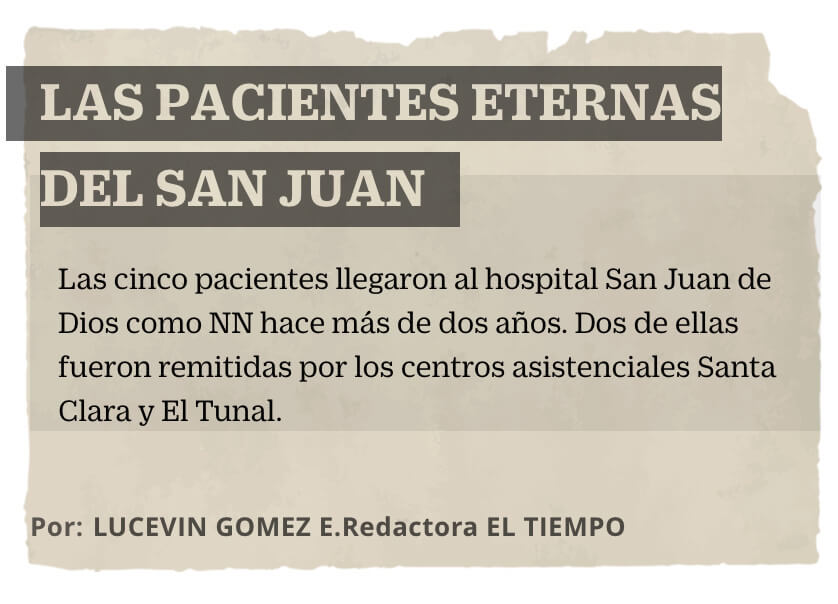 LAS PACIENTES ETERNAS
DEL SAN JUAN
Las cinco pacientes llegaron al hospital San Juan de
Dios como NN hace más de dos años. Dos de ellas
fueron remitidas por los centros asistenciales Santa
Clara y El Tunal.
Por: LUCEVIN GOMEZ E.Redactora EL TIEMPO